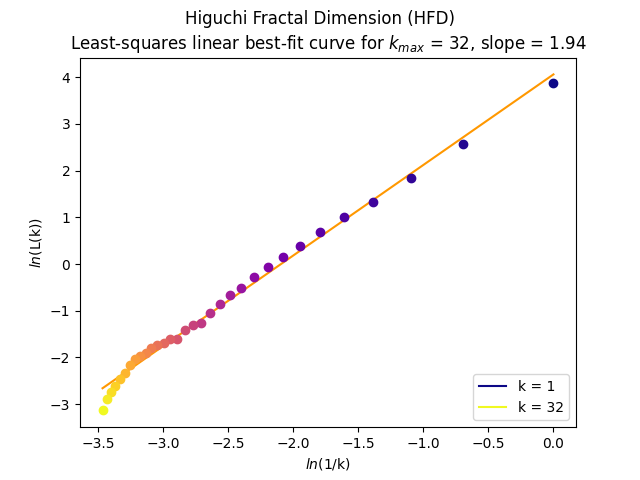 Higuchi Fractal Dimension (HFD)
Least-squares linear best-fit curve for kmax = 32, slope = 1.94
4
3
2
1
0
−1
−2
−3
ln(L(k))
k = 1
k = 32
−3.5 −3.0 −2.5 −2.0 −1.5 −1.0 −0.5 0.0
ln(1/k)